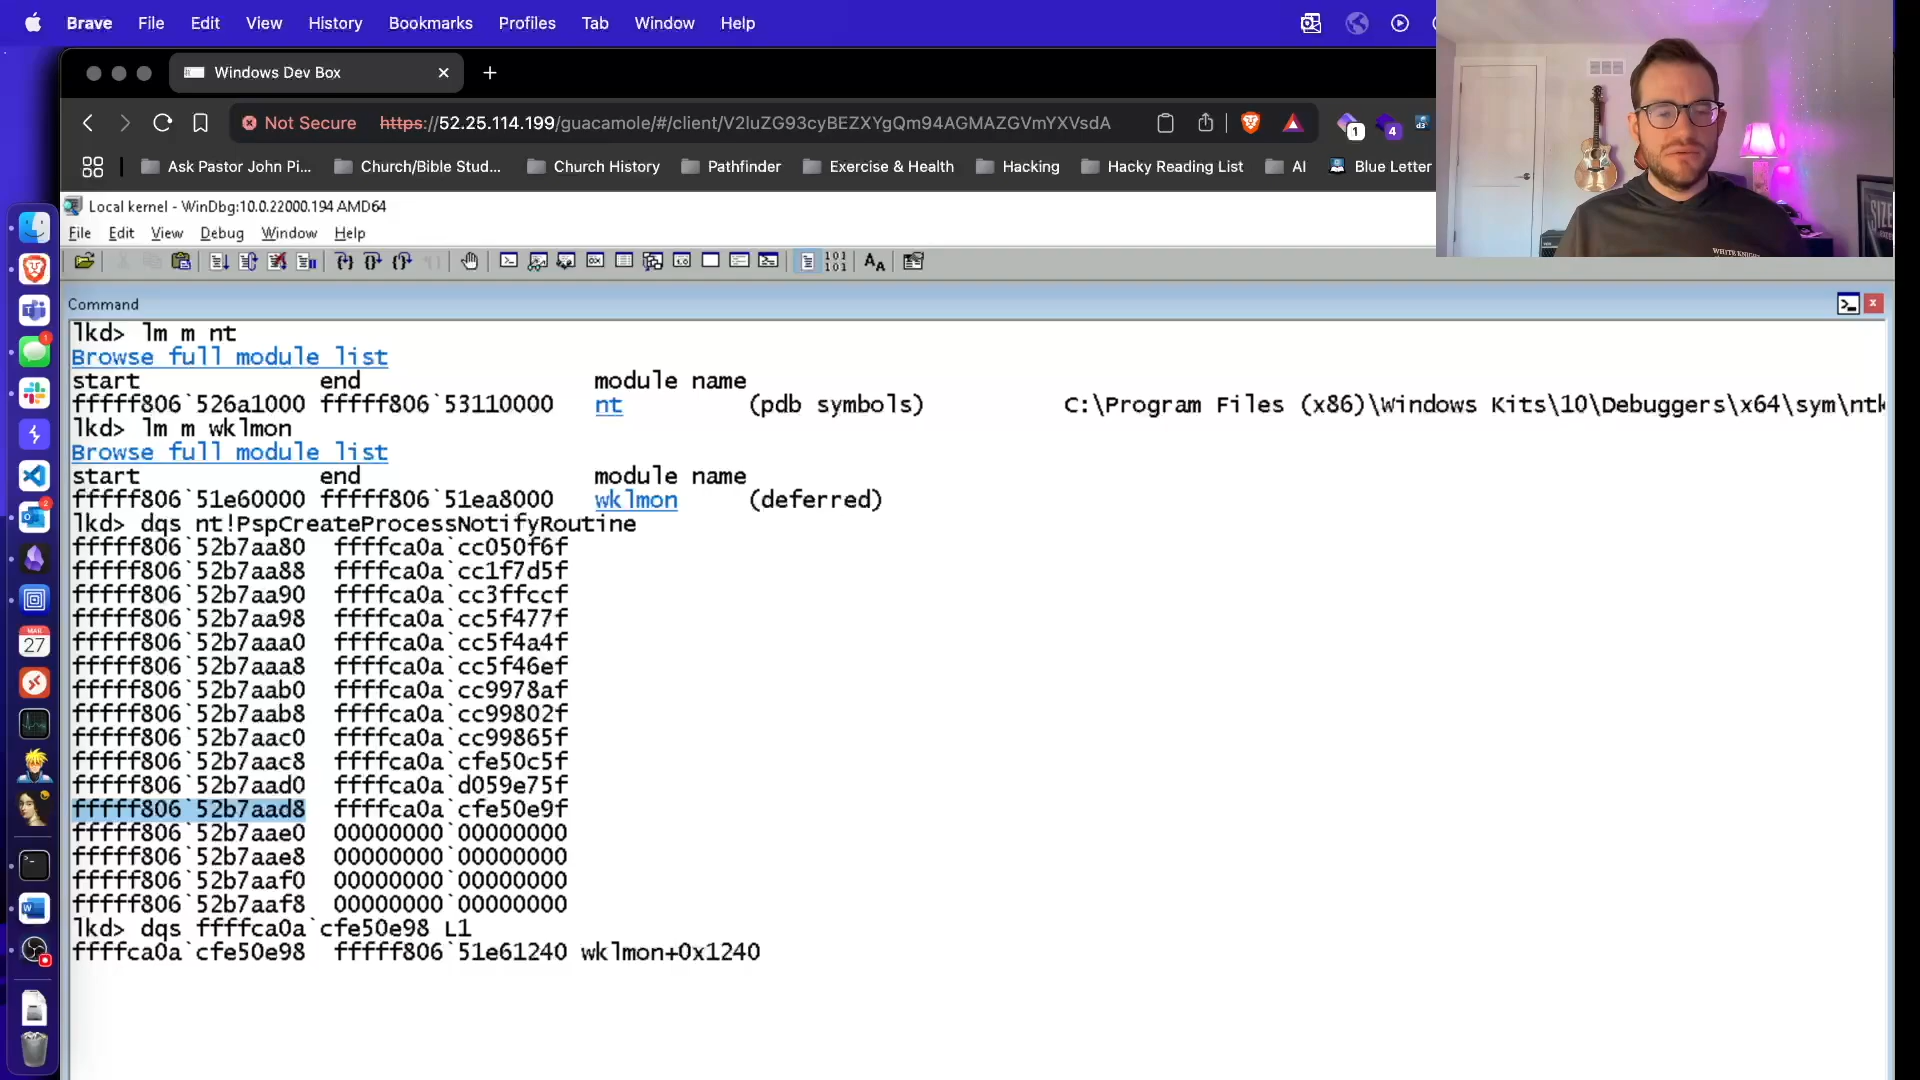 Brave File Edit View History Bookmarks Profiles Tab Window Help
Windows Dev Box
Not Secure https://52.25.114.199/guacamole/#/client/V2luZG93cyBEZXYgQm94AGMAZGVmYXVsdA
1 4
Ask Pastor John Pi... Church/Bible Stud... Church History Pathfinder Exercise & Health Hacking Hacky Reading List AI Blue Letter
Local kernel - WinDbg:10.0.22000.194 AMD64
File Edit View Debug Window Help
Command
lkd> lm m nt
Browse full module list
start end module name
fffff806`526a1000 fffff806`53110000 nt (pdb symbols) C:\Program Files (x86)\Windows Kits\10\Debuggers\x64\sym\ntk
lkd> lm m wklmon
Browse full module list
start end module name
fffff806`51e60000 fffff806`51ea8000 wklmon (deferred)
lkd> dqs nt!PspCreateProcessNotifyRoutine
fffff806`52b7aa80 ffffca0a`cc050f6f
fffff806`52b7aa88 ffffca0a`cc1f7d5f
fffff806`52b7aa90 ffffca0a`cc3ffccf
fffff806`52b7aa98 ffffca0a`cc5f477f
fffff806`52b7aaa0 ffffca0a`cc5f4a4f
fffff806`52b7aaa8 ffffca0a`cc5f46ef
fffff806`52b7aab0 ffffca0a`cc9978af
fffff806`52b7aab8 ffffca0a`cc99802f
fffff806`52b7aac0 ffffca0a`cc99865f
fffff806`52b7aac8 ffffca0a`cfe50c5f
fffff806`52b7aad0 ffffca0a`d059e75f
fffff806`52b7aad8 ffffca0a`cfe50e9f
fffff806`52b7aae0 00000000`00000000
fffff806`52b7aae8 00000000`00000000
fffff806`52b7aaf0 00000000`00000000
fffff806`52b7aaf8 00000000`00000000
lkd> dqs ffffca0a`cfe50e98 L1
ffffca0a`cfe50e98 fffff806`51e61240 wklmon+0x1240
MAR
27
WHITE KNIGH
SIZE